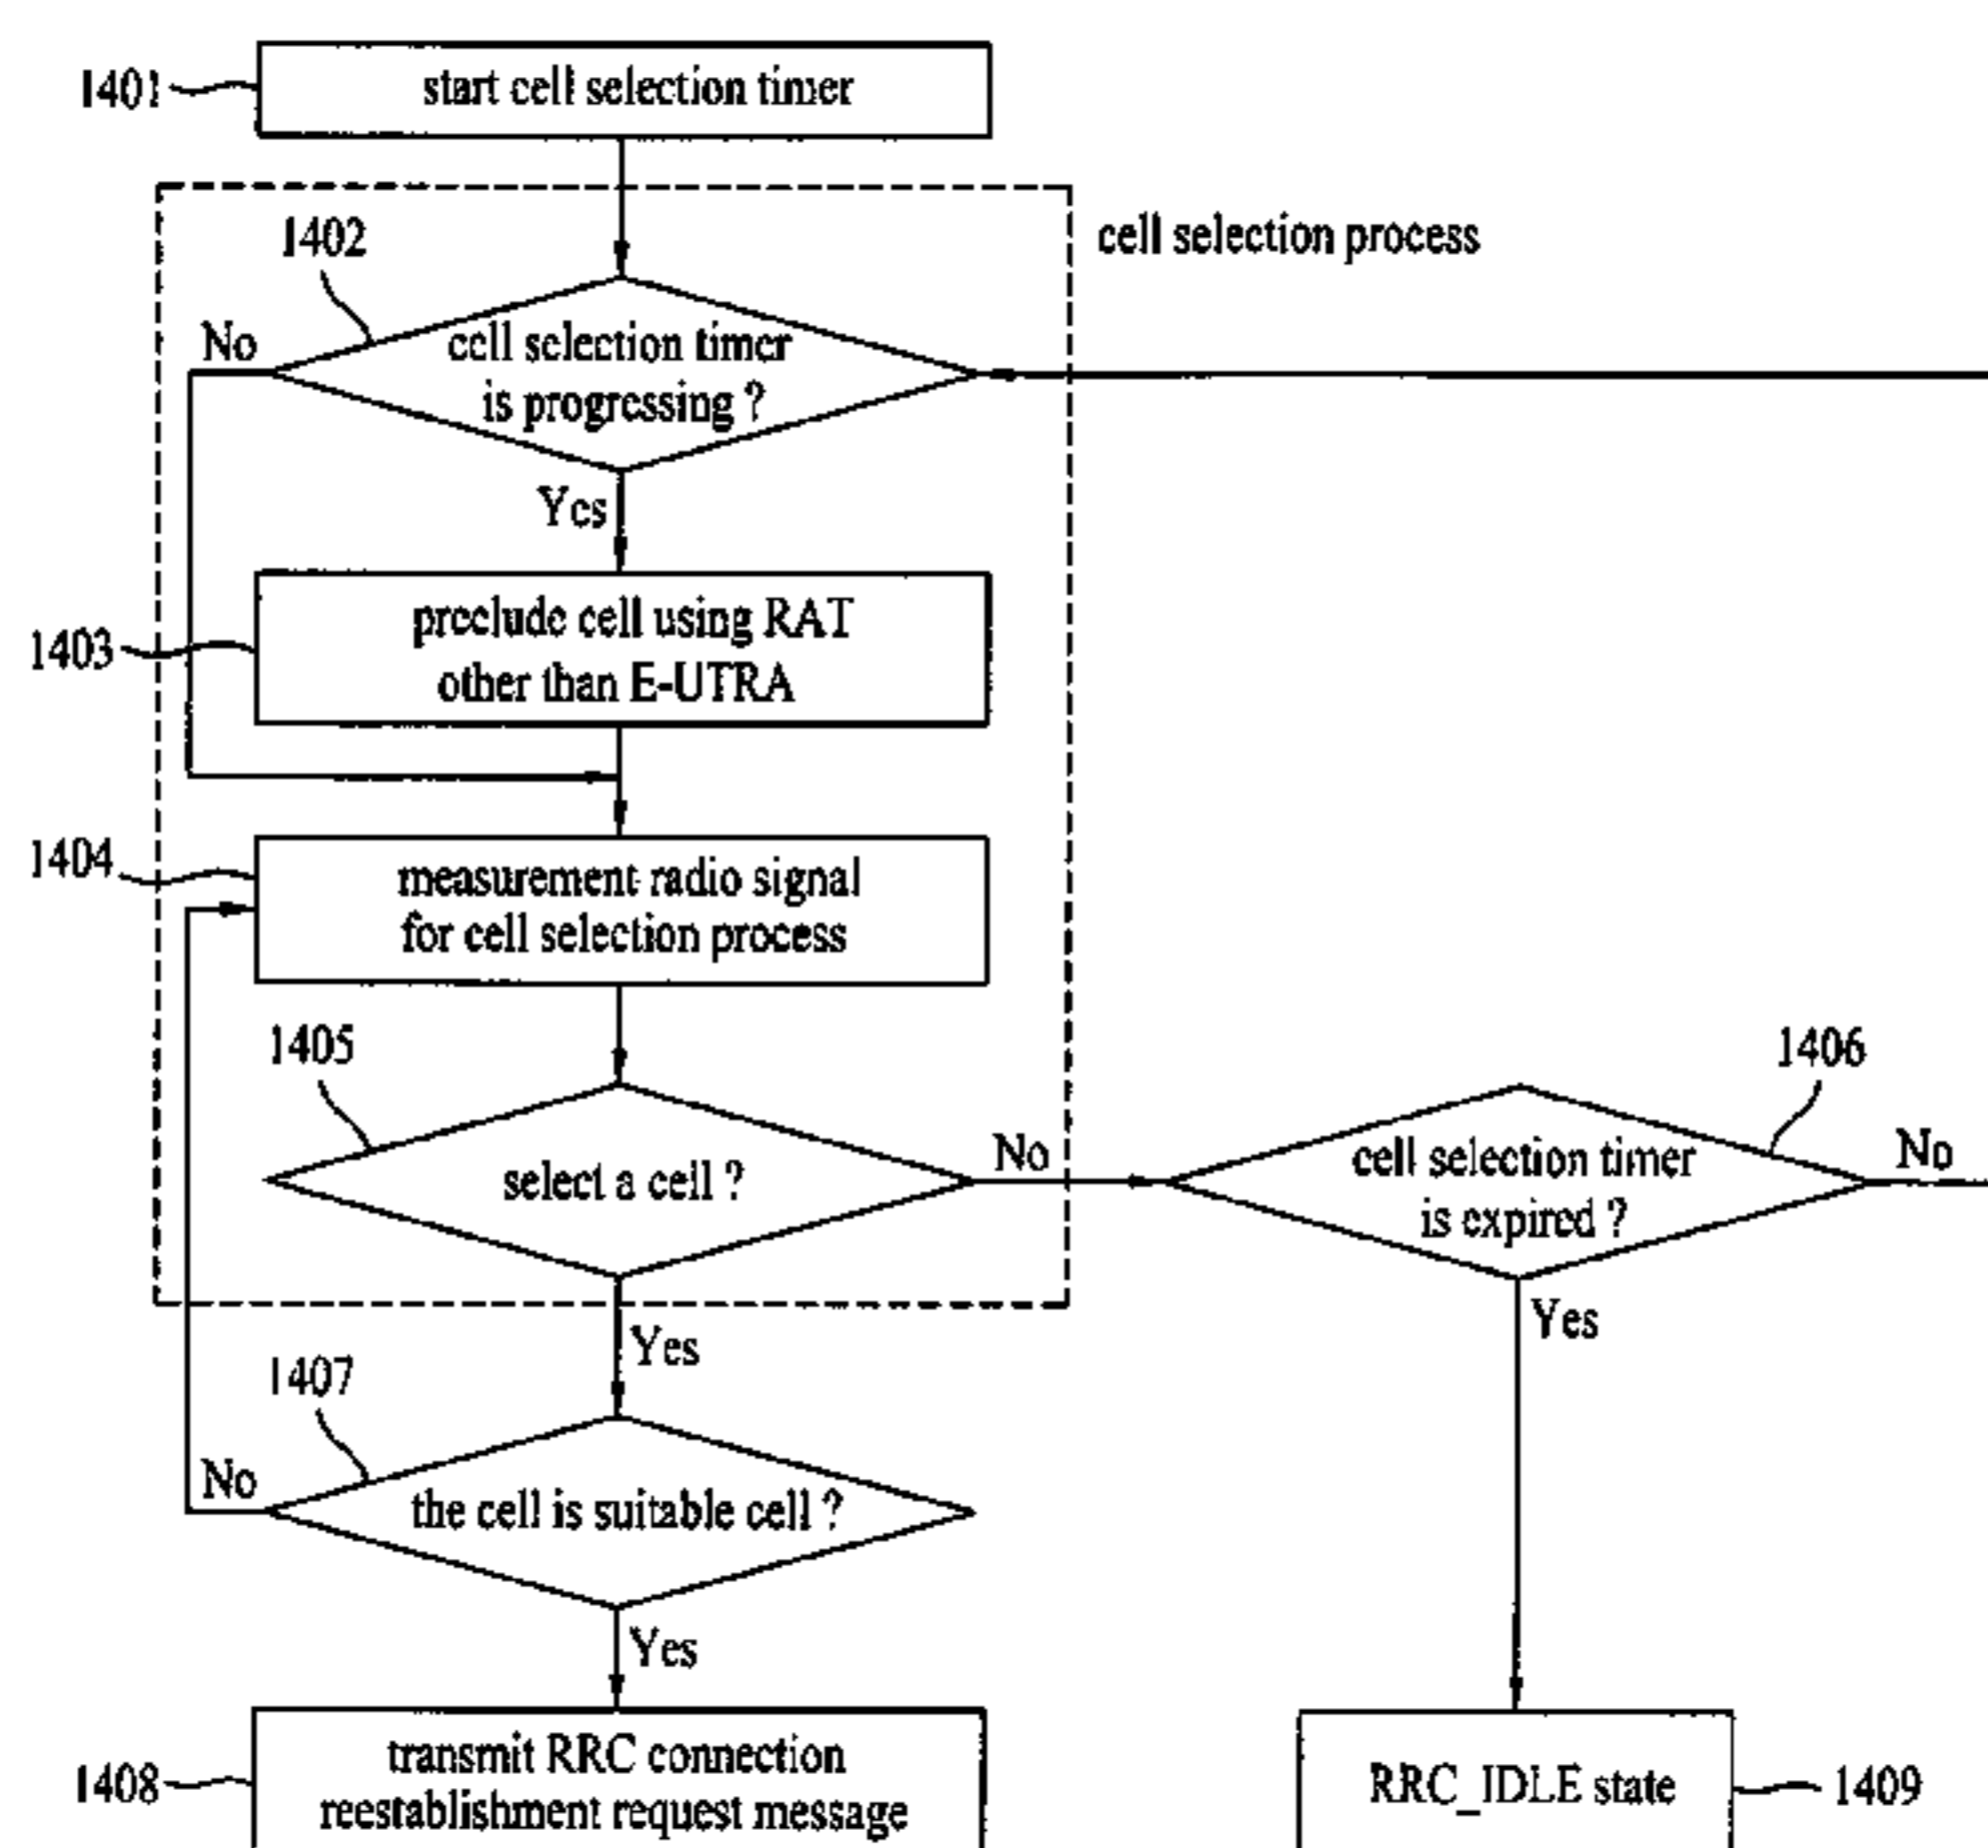 1401
start cell selection timer
1402
cell selection process
No
cell selection timer
is progressing ?
Yes
1403
preclude cell using RAT
other than E-UTRA
1404
measurement radio signal
for cell selection process
1405
select a cell ?
No
1406
cell selection timer
is expired ?
No
Yes
Yes
1407
No
the cell is suitable cell ?
Yes
1408
transmit RRC connection
reestablishment request message
RRC_IDLE state
1409